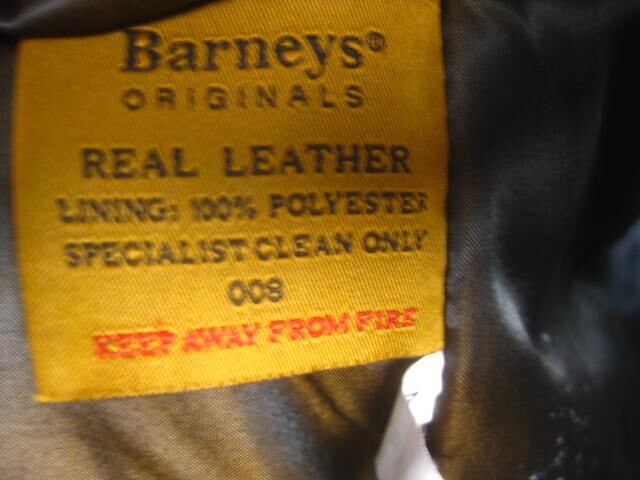 Barneys®
ORIGINALS
REAL LEATHER
LINING: 100% POLYESTER
SPECIALIST CLEAN ONLY
008
KEEP AWAY FROM FIRE